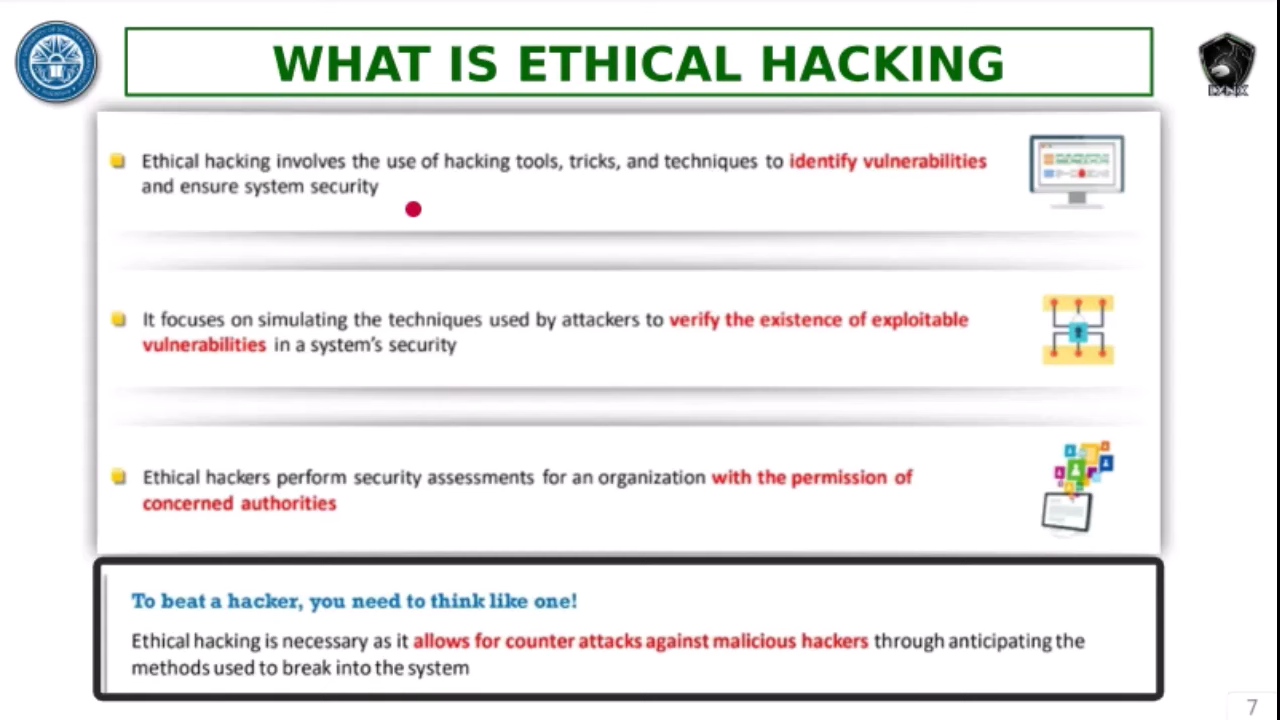 WHAT IS ETHICAL HACKING
LYNX
Ethical hacking involves the use of hacking tools, tricks, and techniques to identify vulnerabilities
and ensure system security
It focuses on simulating the techniques used by attackers to verify the existence of exploitable
vulnerabilities in a system's security
Ethical hackers perform security assessments for an organization with the permission of
concerned authorities
To beat a hacker, you need to think like one!
Ethical hacking is necessary as it allows for counter attacks against malicious hackers through anticipating the
methods used to break into the system
7